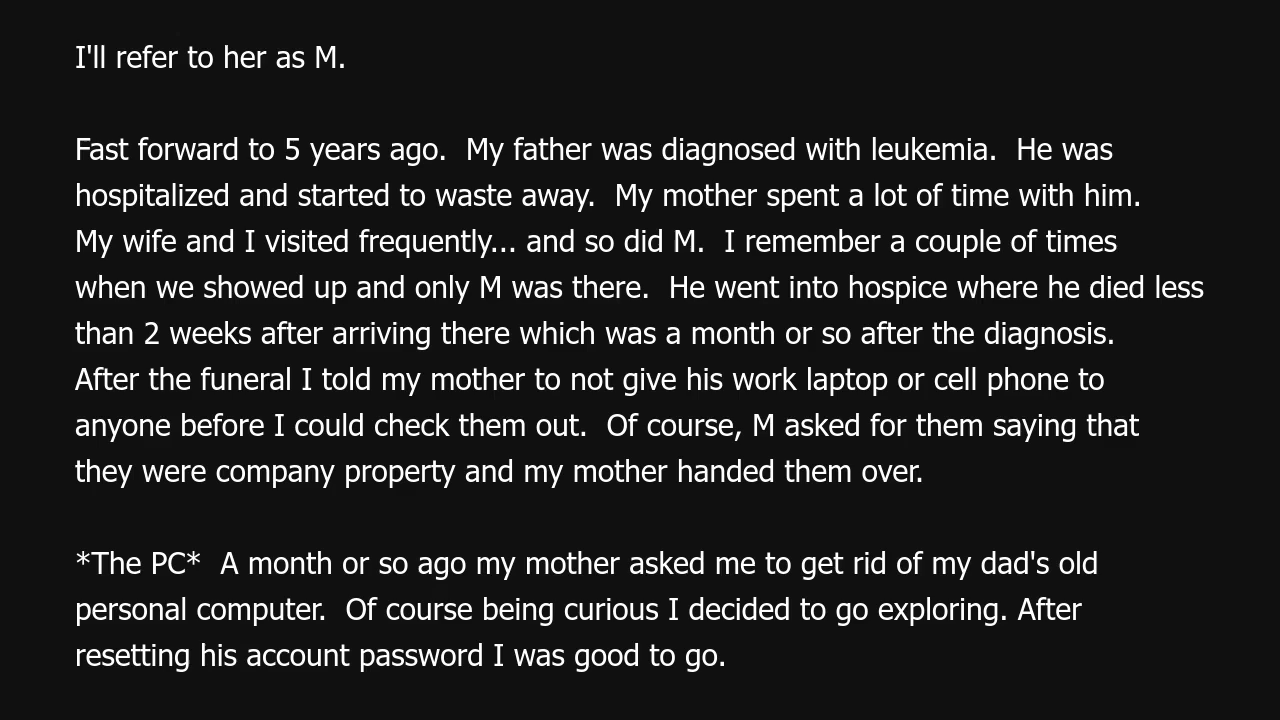 I'll refer to her as M.
Fast forward to 5 years ago.  My father was diagnosed with leukemia.  He was
hospitalized and started to waste away.  My mother spent a lot of time with him.
My wife and I visited frequently... and so did M.  I remember a couple of times
when we showed up and only M was there.  He went into hospice where he died less
than 2 weeks after arriving there which was a month or so after the diagnosis.
After the funeral I told my mother to not give his work laptop or cell phone to
anyone before I could check them out.  Of course, M asked for them saying that
they were company property and my mother handed them over.
*The PC*  A month or so ago my mother asked me to get rid of my dad's old
personal computer.  Of course being curious I decided to go exploring. After
resetting his account password I was good to go.